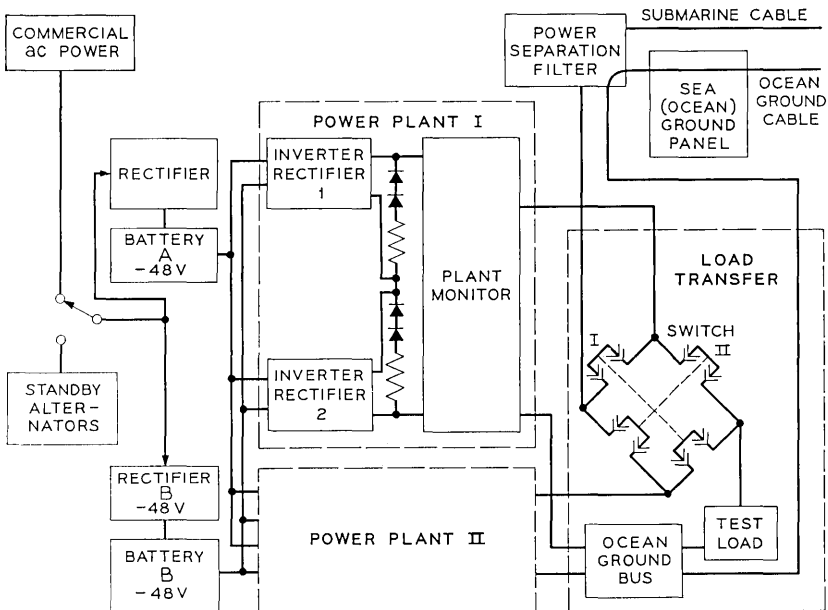 COMMERCIAL
ac POWER
SUBMARINE CABLE
POWER
SEPARATION
FILTER
SEA
(OCEAN)
GROUND
PANEL
OCEAN
GROUND
CABLE
POWER PLANT I
RECTIFIER
INVERTER
RECTIFIER
1
BATTERY
A
-48V
PLANT
MONITOR
LOAD
TRANSFER
SWITCH
I
II
STANDBY
ALTER-
NATORS
INVERTER
RECTIFIER
2
RECTIFIER
B
-48V
BATTERY
B
-48V
POWER PLANT II
OCEAN
GROUND
BUS
TEST
LOAD